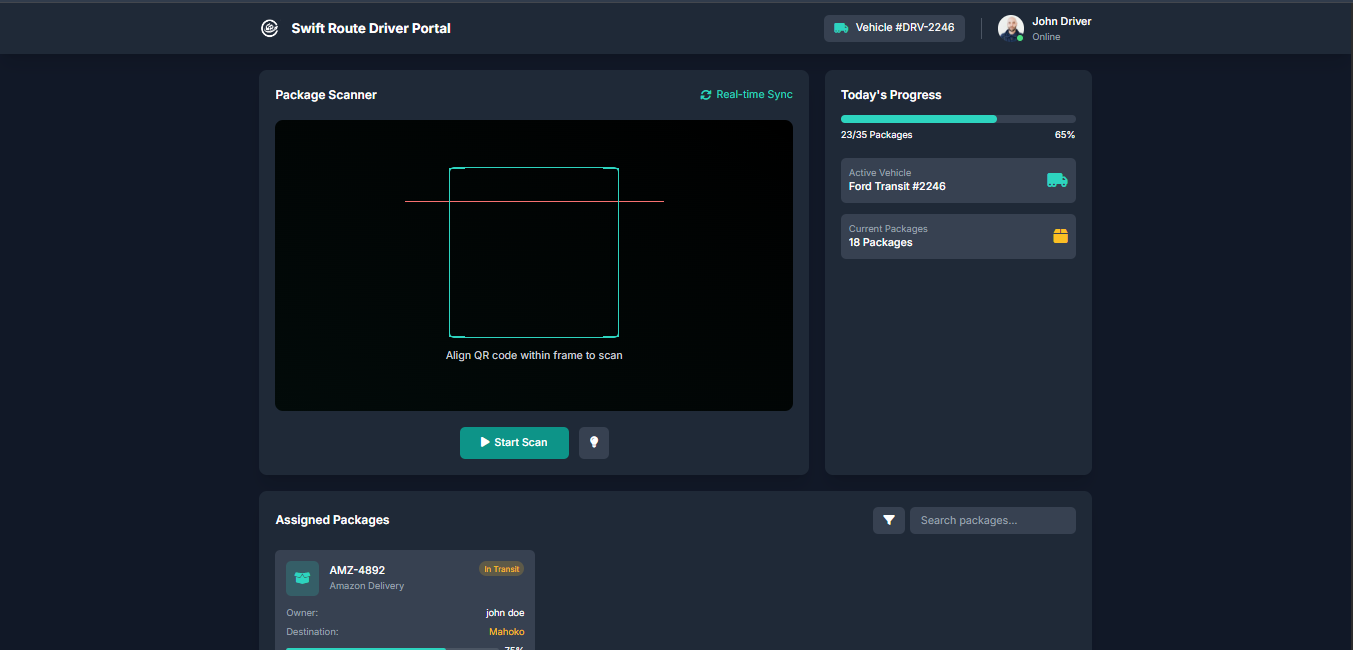 Swift Route Driver Portal
Vehicle #DRV-2246
John Driver
Online
Package Scanner
Real-time Sync
Align QR code within frame to scan
Start Scan
Today's Progress
23/35 Packages 65%
Active Vehicle
Ford Transit #2246
Current Packages
18 Packages
Assigned Packages
Search packages...
AMZ-4892
In Transit
Amazon Delivery
Owner: john doe
Destination: Mahoko
75%